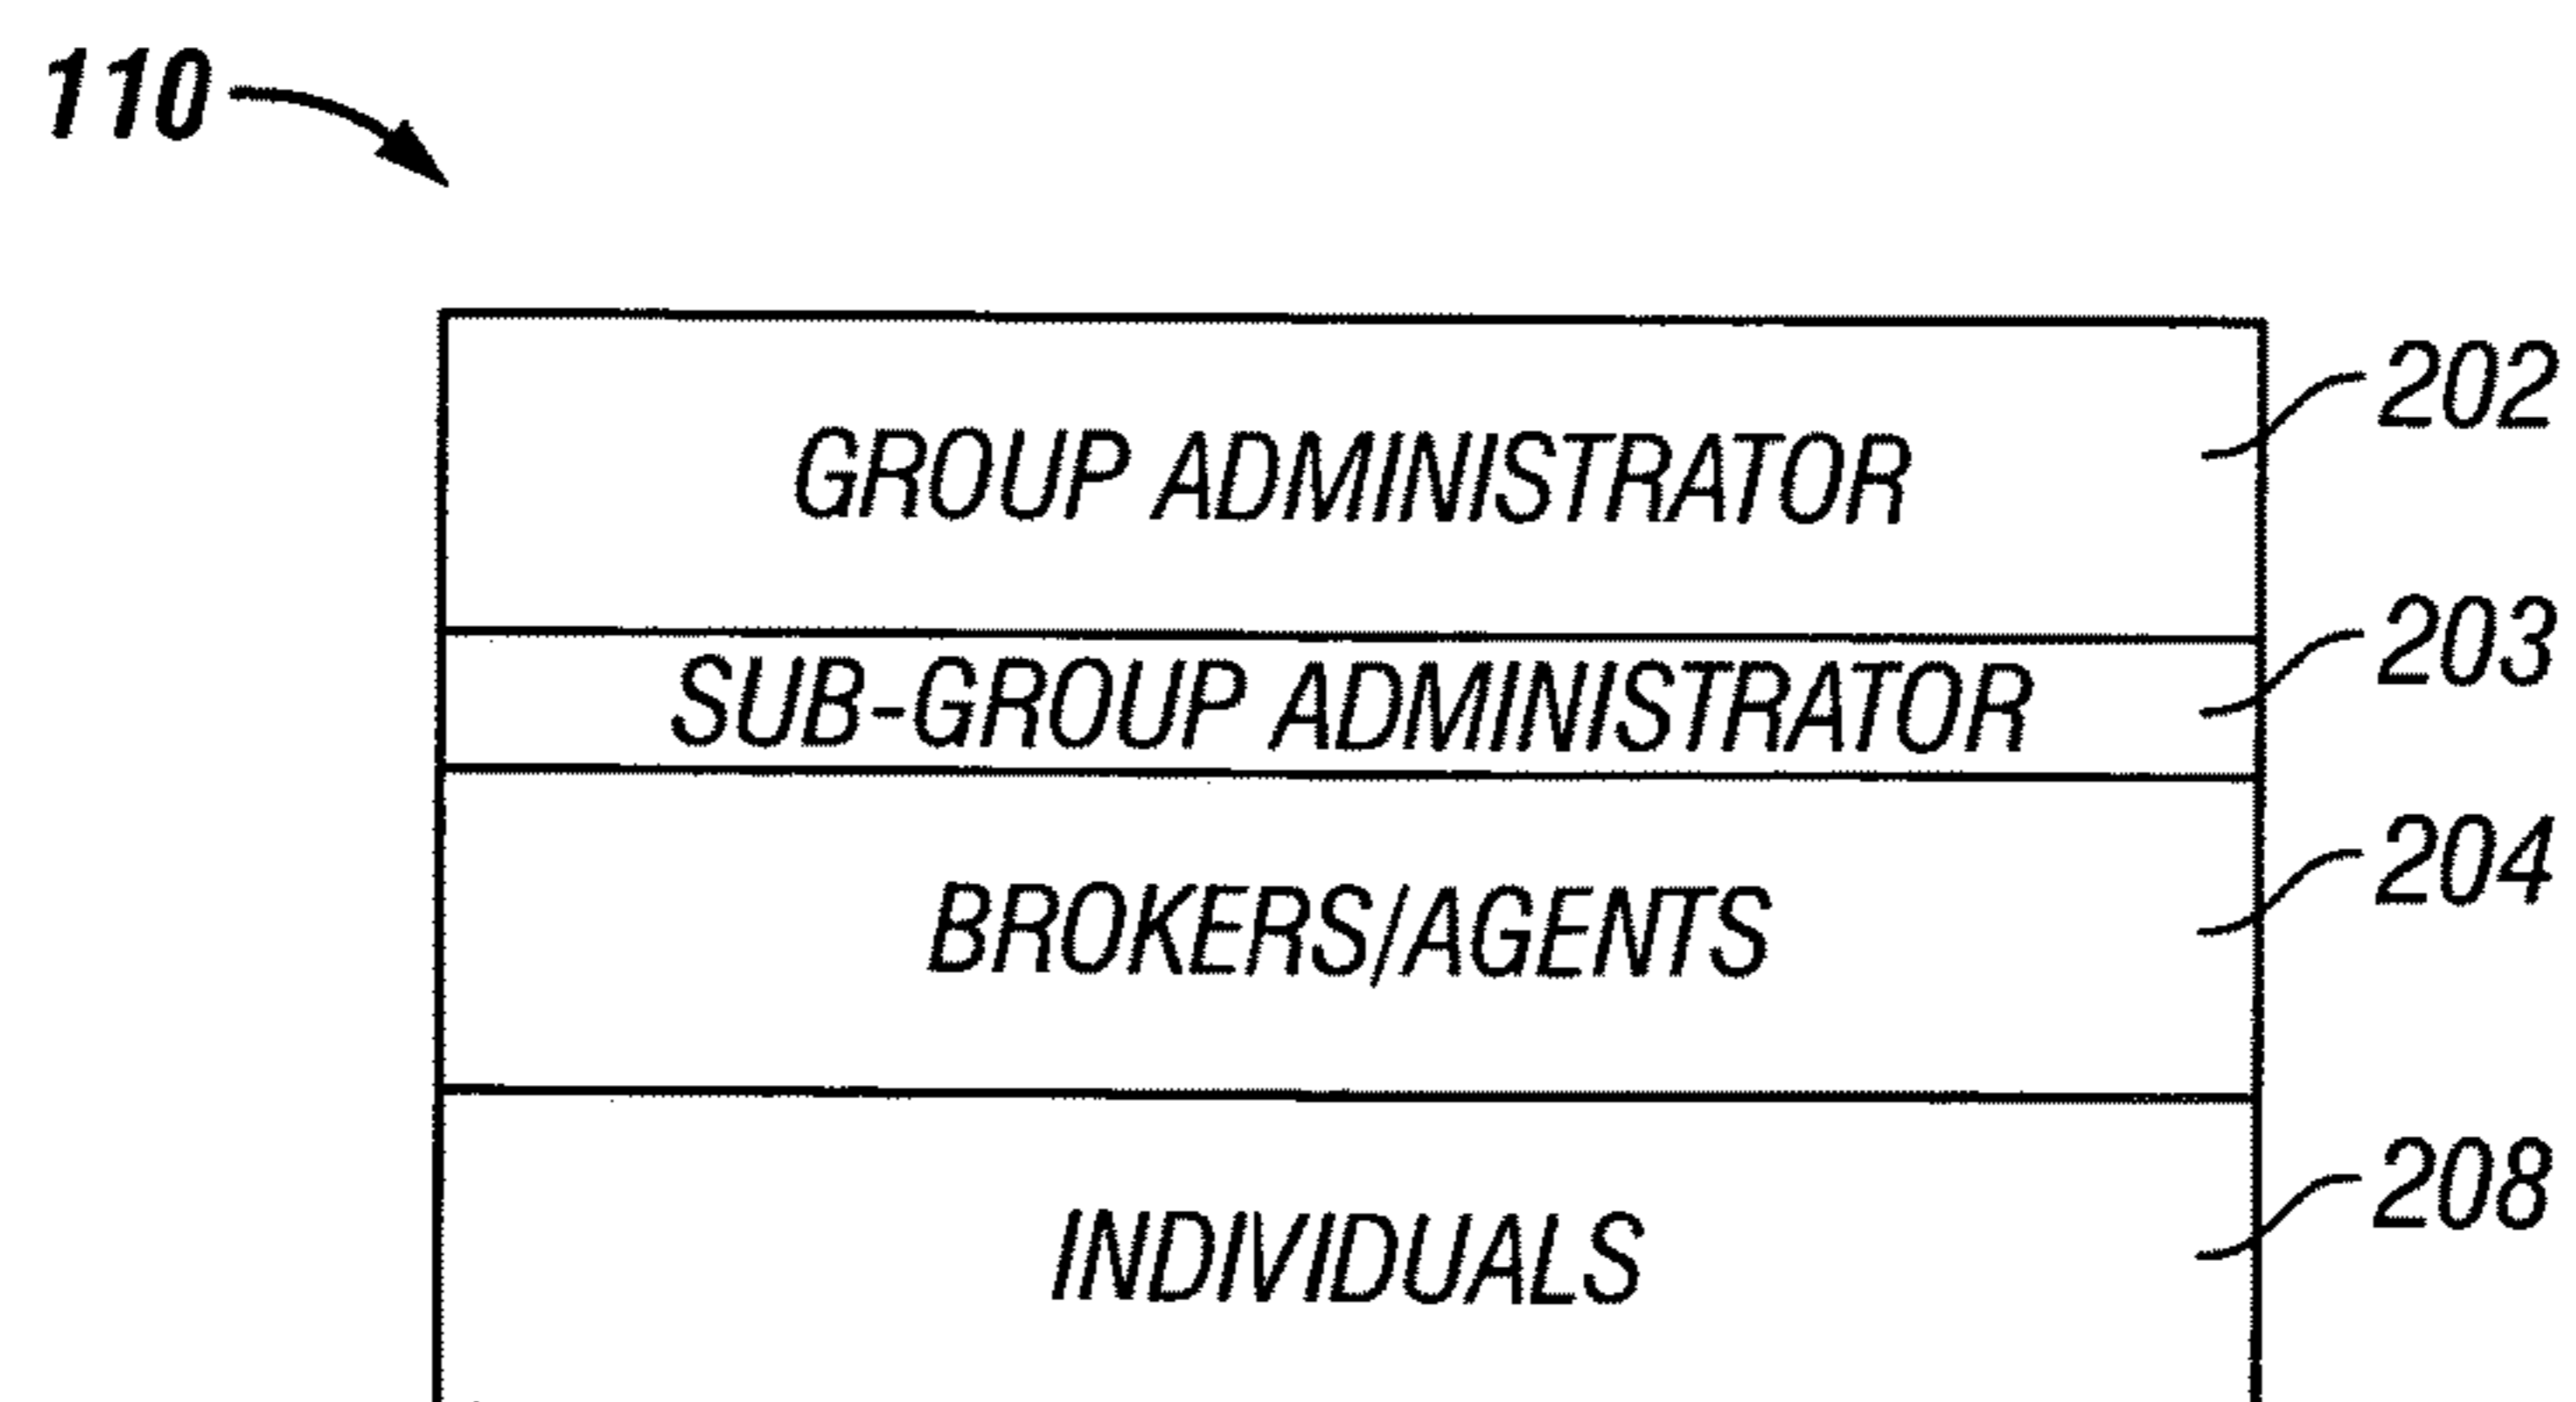 110
GROUP ADMINISTRATOR
202
SUB-GROUP ADMINISTRATOR
203
BROKERS/AGENTS
204
INDIVIDUALS
208